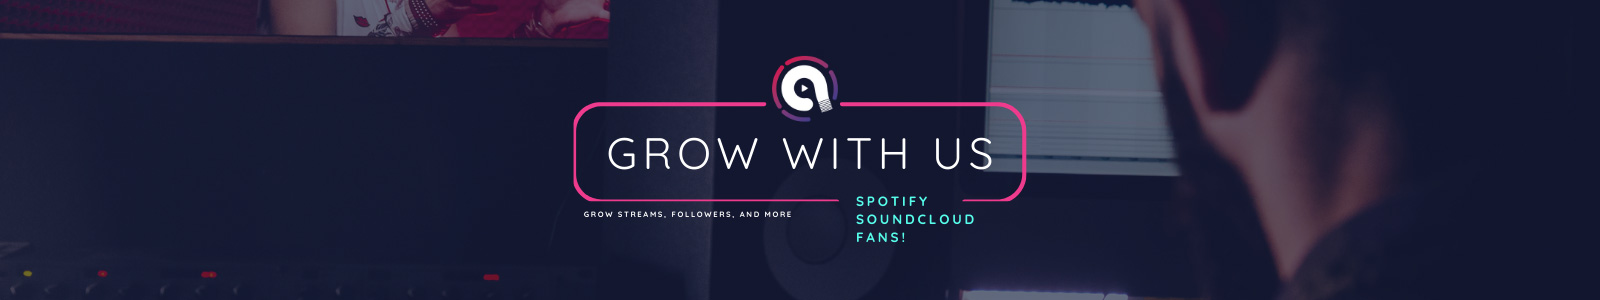 GROW WITH US
GROW STREAMS, FOLLOWERS, AND MORE
SPOTIFY
SOUNDCLOUD
FANS!